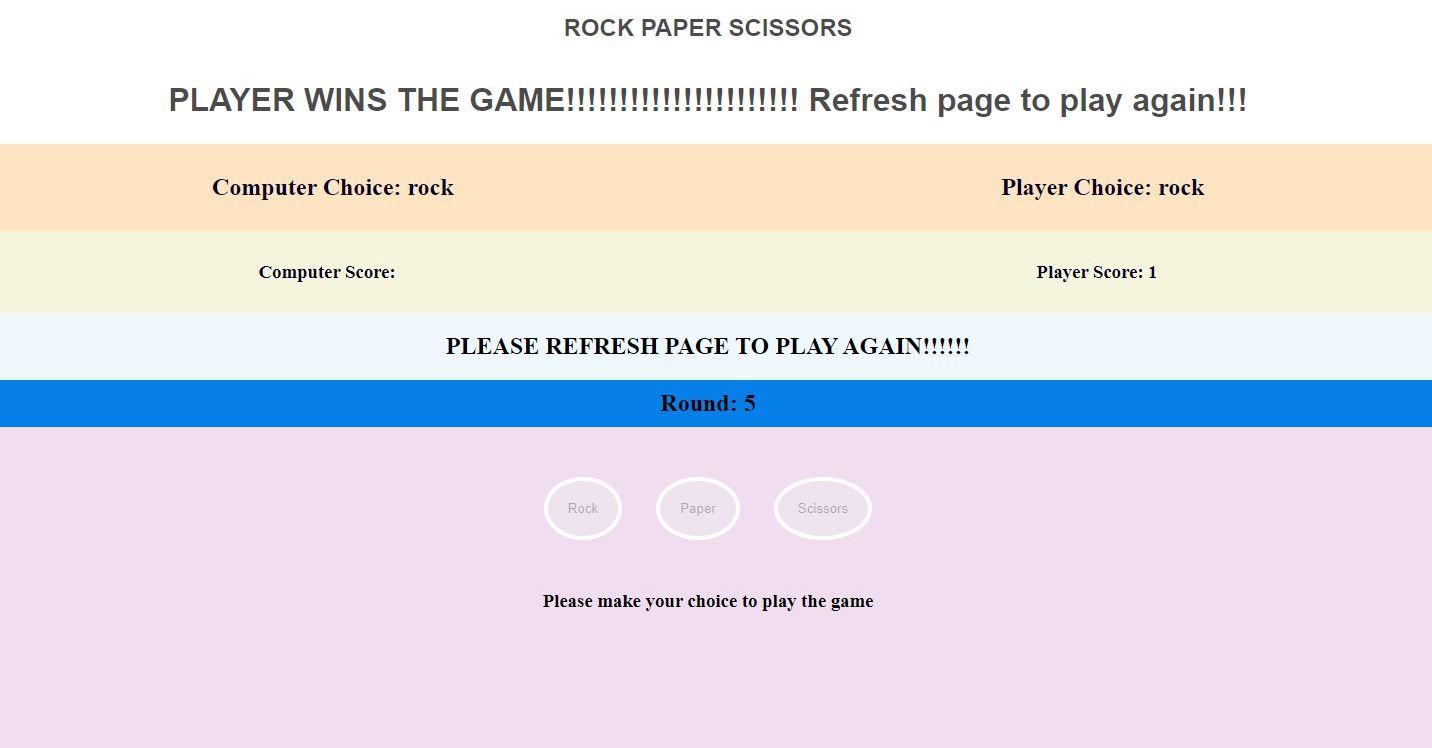 ROCK PAPER SCISSORS
PLAYER WINS THE GAME!!!!!!!!!!!!!!!!!!!!!! Refresh page to play again!!!
Computer Choice: rock
Player Choice: rock
Computer Score:
Player Score: 1
PLEASE REFRESH PAGE TO PLAY AGAIN!!!!!!
Round: 5
Rock
Paper
Scissors
Please make your choice to play the game